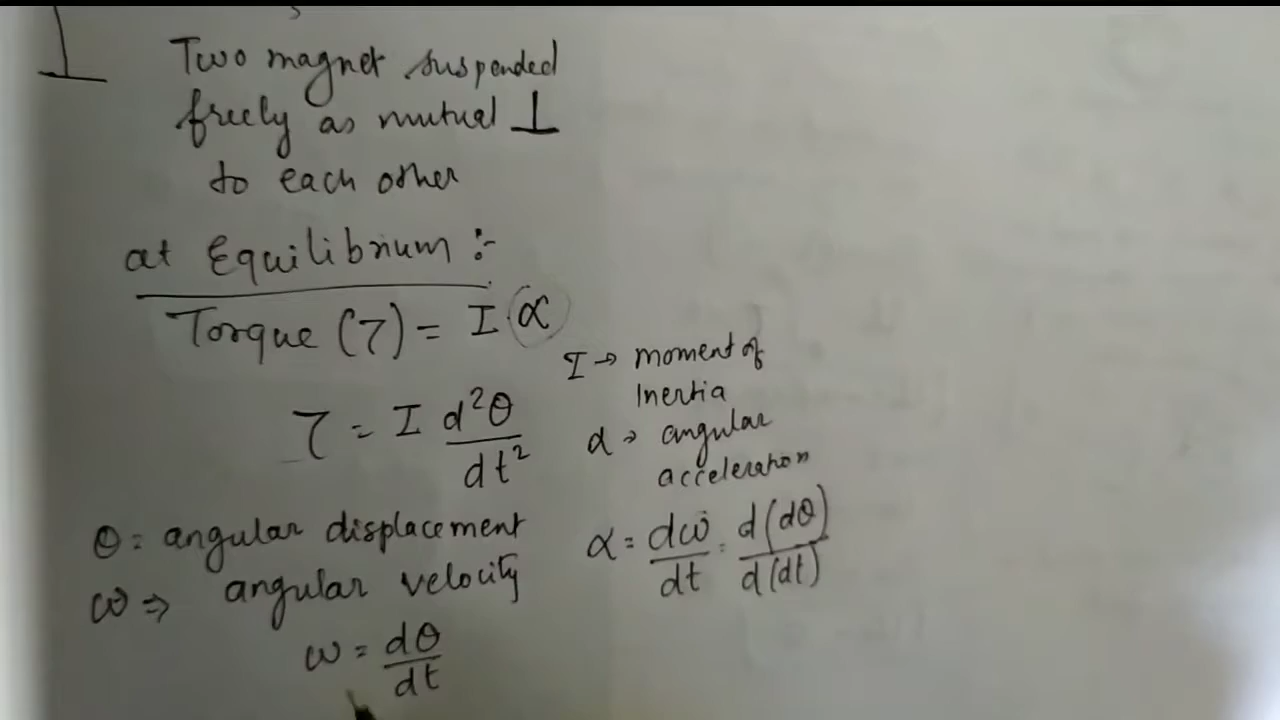 ⊥
Two magnet suspended
freely as mutual ⊥
to each other
at Equilibrium :-
Torque (τ) = I α
I → moment of
Inertia
τ = I d²θ/dt²
α → angular
acceleration
θ = angular displacement
α = dω/dt = d(dθ)/d(dt)
ω ⇒ angular velocity
ω = dθ/dt